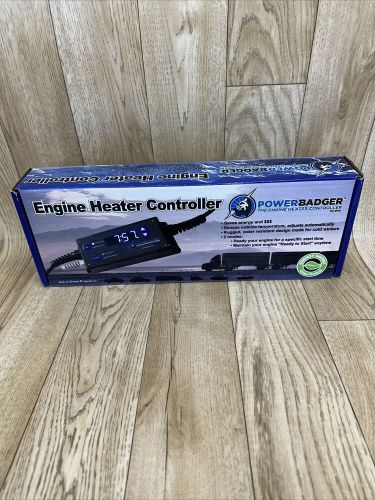 Engine Heater Controller
Engine Heater Controller
POWERBADGER
THE ENGINE HEATER CONTROLLER
Saves energy and $$$
• Senses outside temperature, adjusts automatically
• Rugged, water resistant design made for cold winters
• 2 modes
- Ready your engine for a specific start time
- Maintain your engine "Ready to Start" anytime
7:57